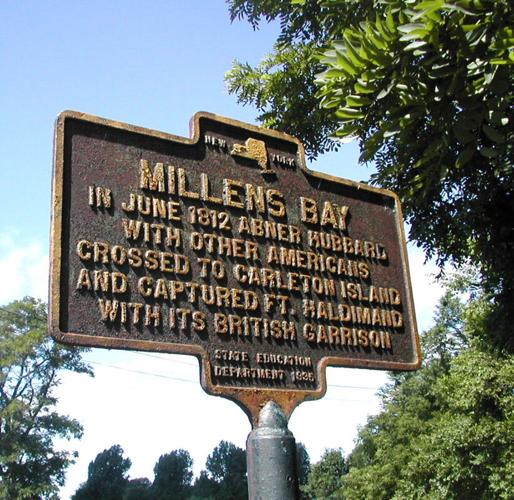 NEW YORK
MILLENS BAY
IN JUNE 1812 ABNER HUBBARD
WITH OTHER AMERICANS
CROSSED TO CARLETON ISLAND
AND CAPTURED FT. HALDIMAND
WITH ITS BRITISH GARRISON
STATE EDUCATION
DEPARTMENT 1935